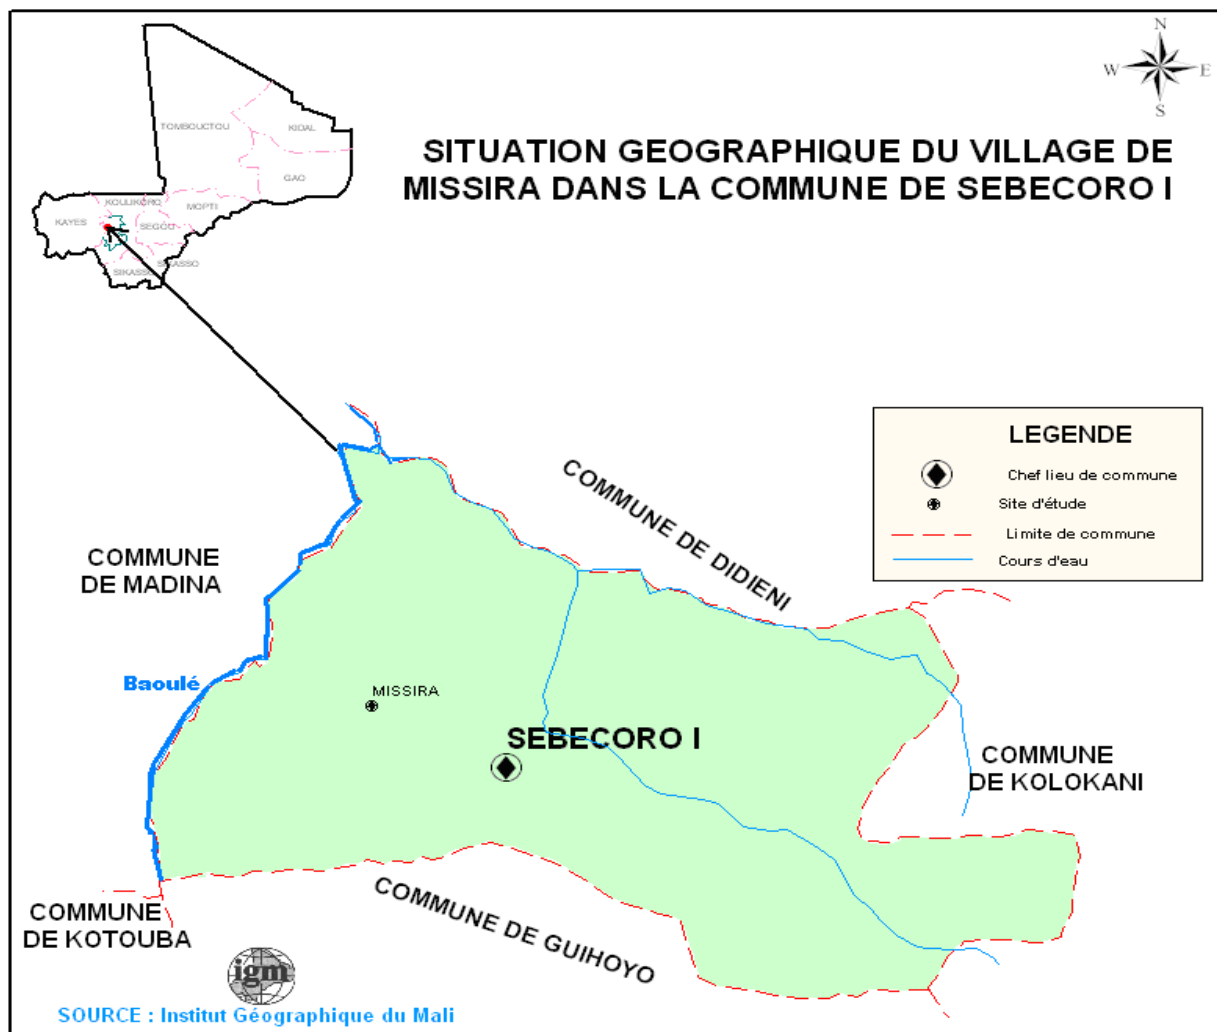 N
W E
S
SITUATION GEOGRAPHIQUE DU VILLAGE DE
MISSIRA DANS LA COMMUNE DE SEBECORO I
TOMBOUCTOU
KIDAL
GAO
KOULIKORO
MOPTI
KAYES
SEGOU
SIKASSO
SIKASSO
LEGENDE
Chef lieu de commune
Site d'étude
Limite de commune
Cours d'eau
COMMUNE DE DIDIENI
COMMUNE
DE MADINA
Baoulé
MISSIRA
SEBECORO I
COMMUNE
DE KOLOKANI
COMMUNE DE GUIHOYO
COMMUNE
DE KOTOUBA
igm
SOURCE : Institut Géographique du Mali